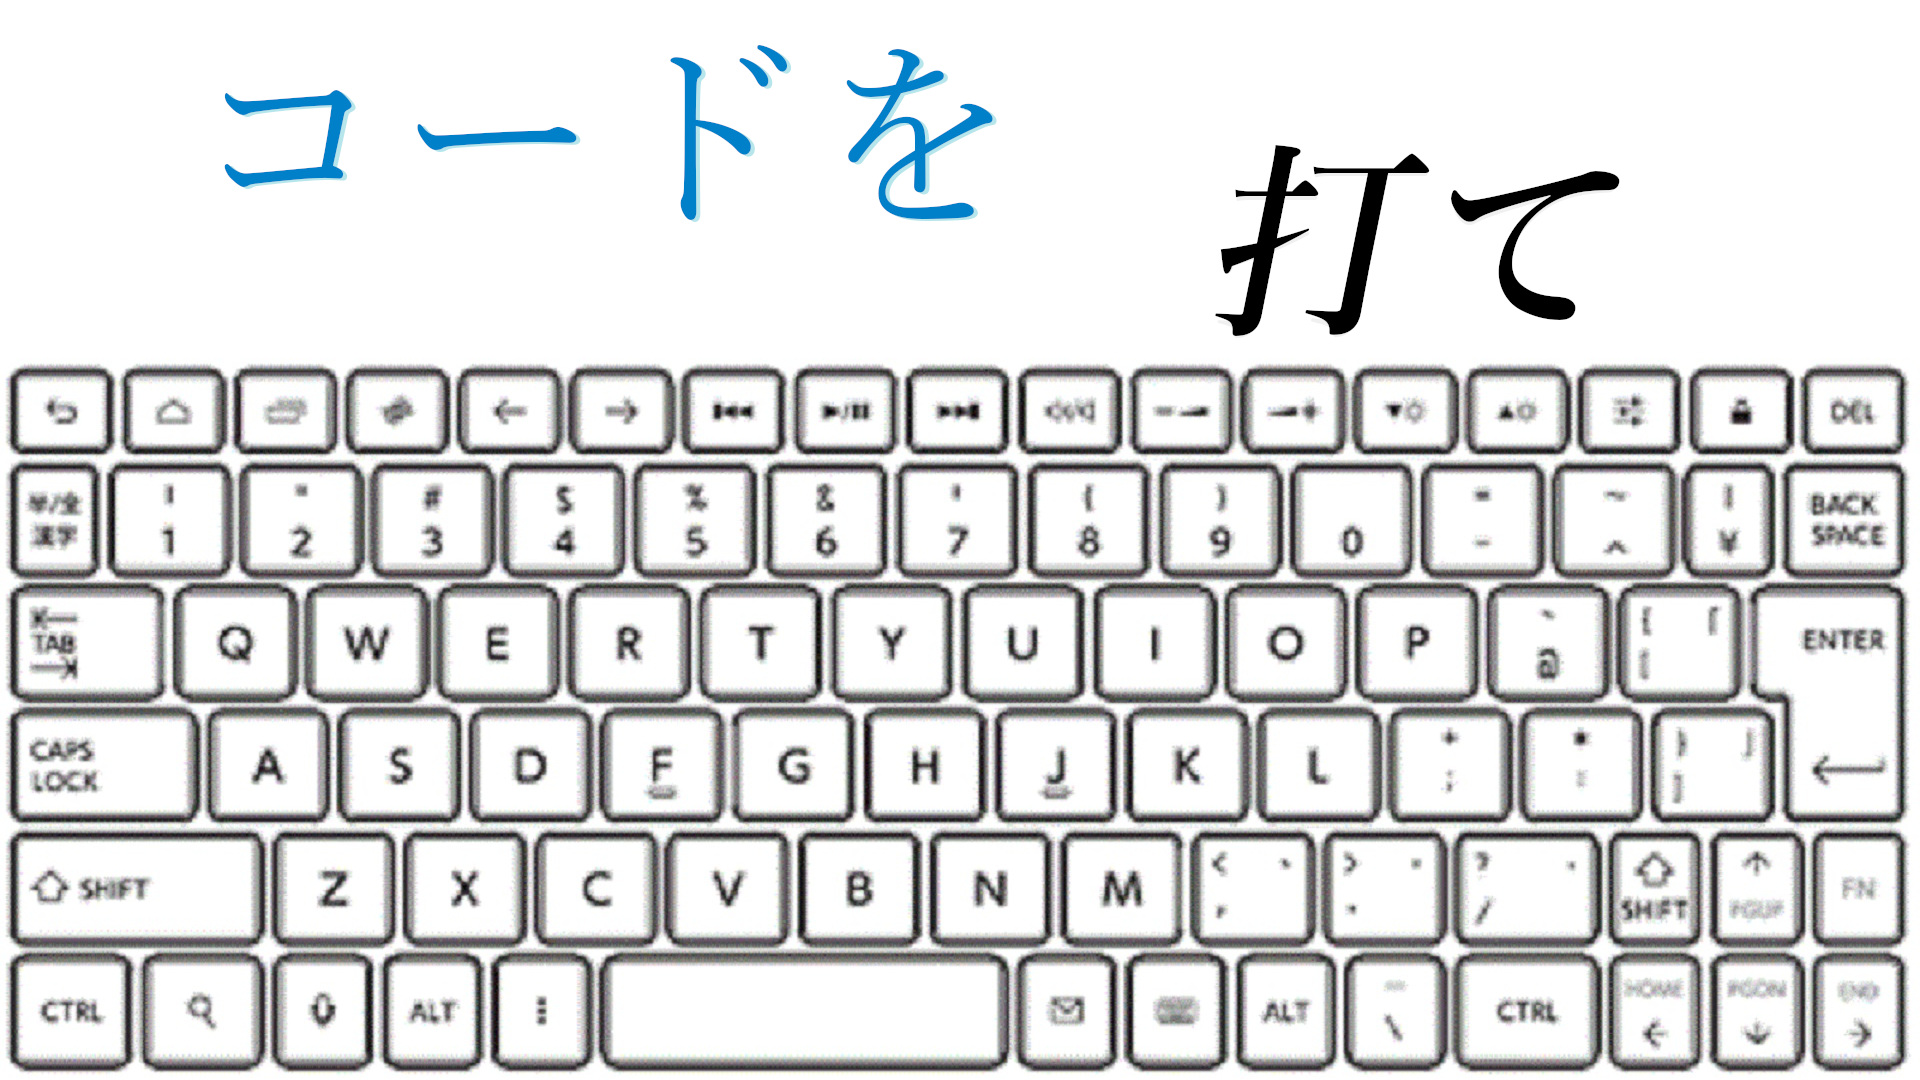 コードを
打て
DEL
半/全 ! " # $ % & ' ( ) = ~ | BACK
漢字 1 2 3 4 5 6 7 8 9 0 - ^ ¥ SPACE
TAB Q W E R T Y U I O P ` @ { [ 「 ENTER
CAPS LOCK A S D F G H J K L + ; * : } ] 」
SHIFT Z X C V B N M < 、 , > 。 . ? ・ / SHIFT PGUP FN
CTRL ALT ALT \ CTRL HOME PGDN END